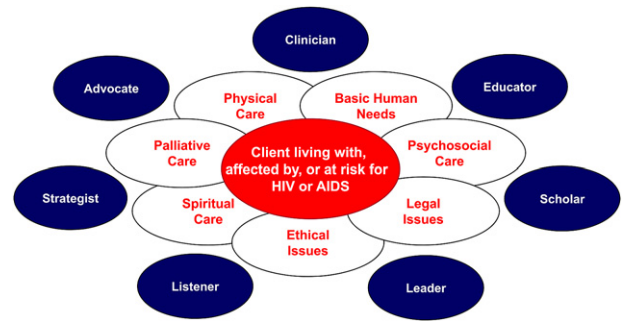 Clinician
Advocate
Educator
Physical
Care
Basic Human
Needs
Palliative
Care
Client living with,
affected by, or at risk for
HIV or AIDS
Psychosocial
Care
Strategist
Spiritual
Care
Legal
Issues
Scholar
Ethical
Issues
Listener
Leader